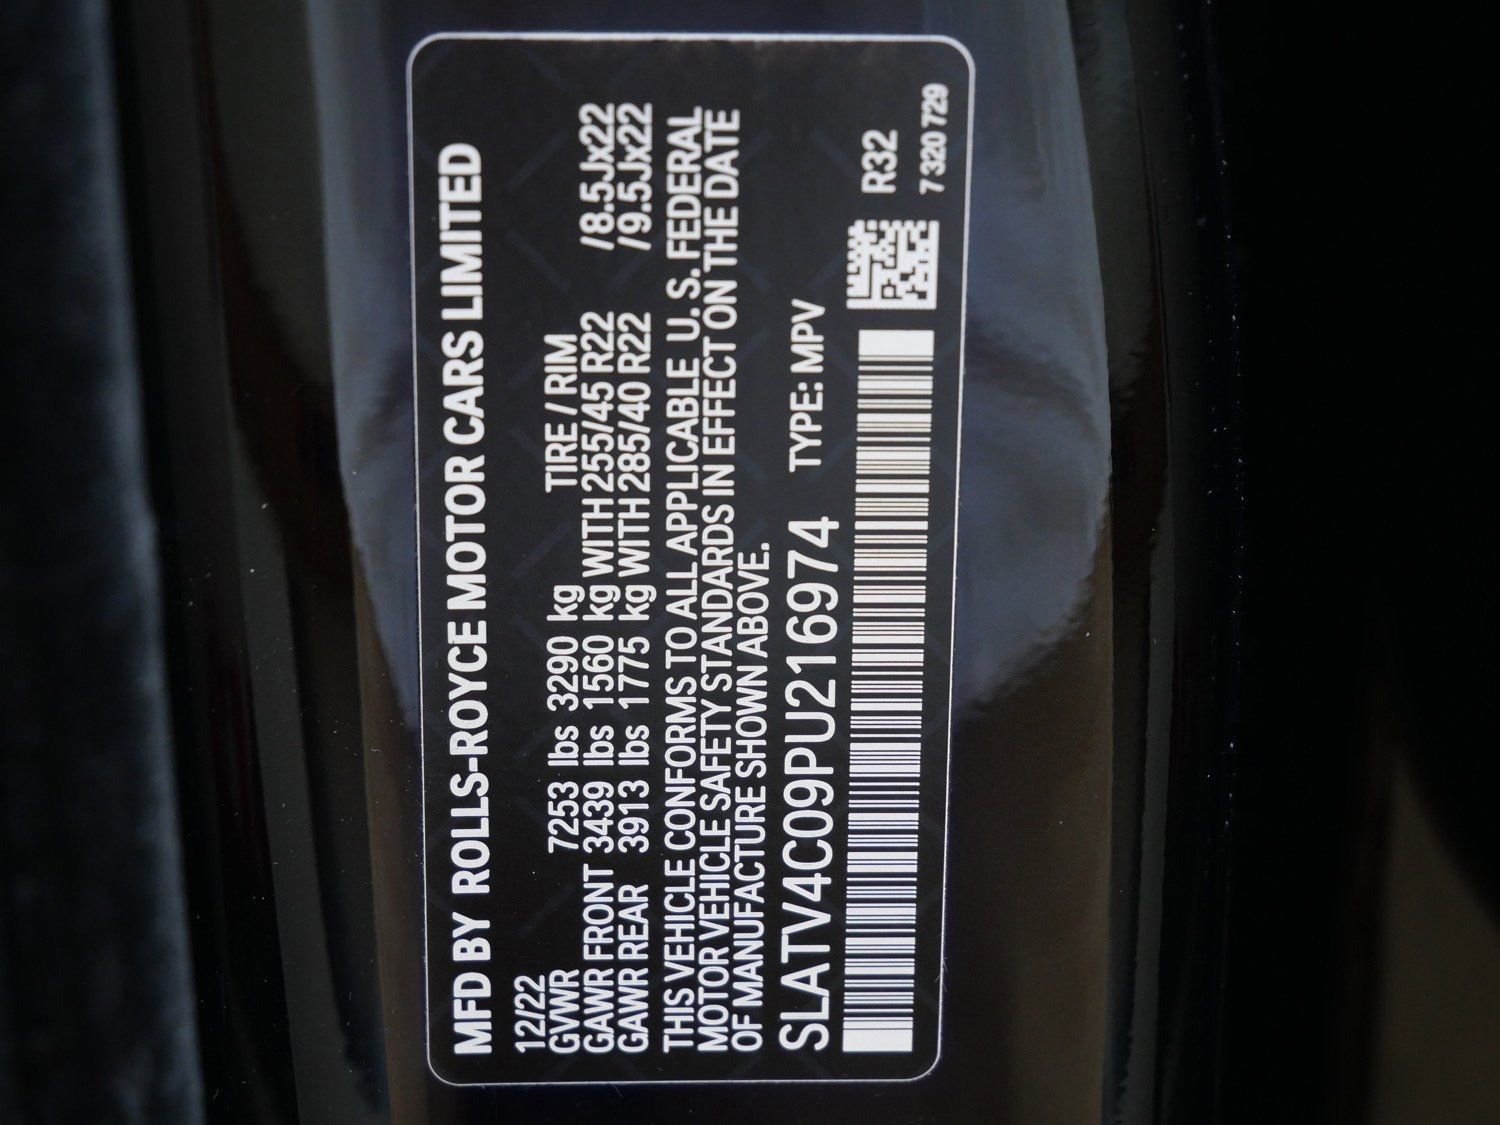 MFD BY ROLLS-ROYCE MOTOR CARS LIMITED
12/22
GVWR 7253 lbs 3290 kg TIRE / RIM
GAWR FRONT 3439 lbs 1560 kg WITH 255/45 R22 /8.5Jx22
GAWR REAR 3913 lbs 1775 kg WITH 285/40 R22 /9.5Jx22
THIS VEHICLE CONFORMS TO ALL APPLICABLE U. S. FEDERAL
MOTOR VEHICLE SAFETY STANDARDS IN EFFECT ON THE DATE
OF MANUFACTURE SHOWN ABOVE.
SLATV4C09PU216974 TYPE: MPV
R32
7 320 729